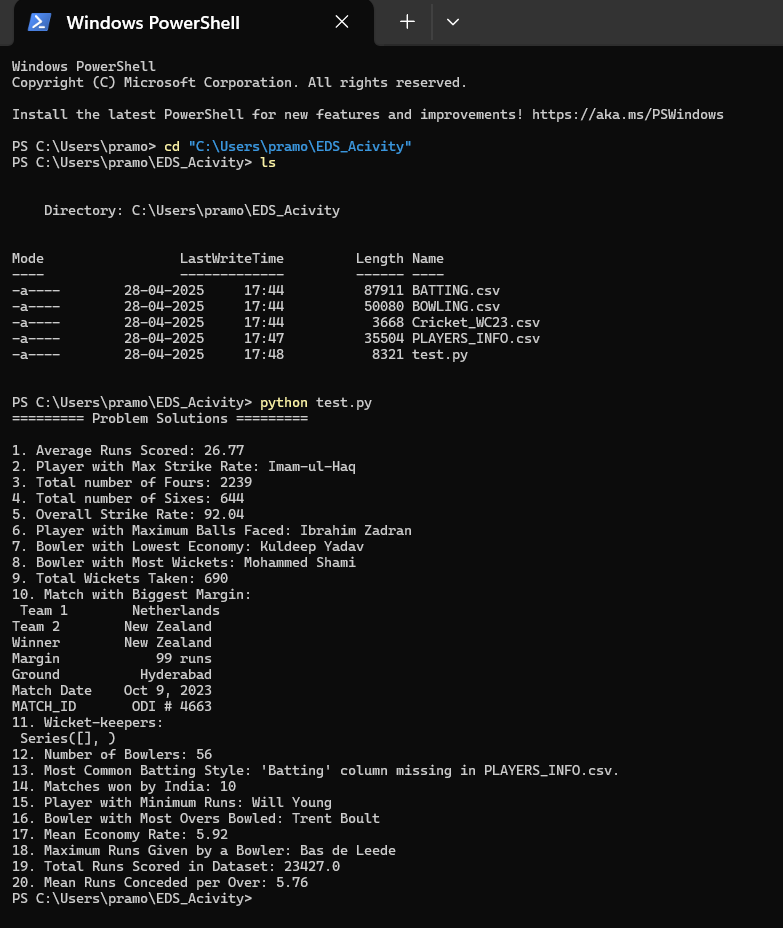 Windows PowerShell
Windows PowerShell
Copyright (C) Microsoft Corporation. All rights reserved.
Install the latest PowerShell for new features and improvements! https://aka.ms/PSWindows
PS C:\Users\pramo> cd "C:\Users\pramo\EDS_Acivity"
PS C:\Users\pramo\EDS_Acivity> ls
Directory: C:\Users\pramo\EDS_Acivity
Mode                 LastWriteTime         Length Name
----                 -------------         ------ ----
-a----        28-04-2025     17:44          87911 BATTING.csv
-a----        28-04-2025     17:44          50080 BOWLING.csv
-a----        28-04-2025     17:44           3668 Cricket_WC23.csv
-a----        28-04-2025     17:47          35504 PLAYERS_INFO.csv
-a----        28-04-2025     17:48           8321 test.py
PS C:\Users\pramo\EDS_Acivity> python test.py
========= Problem Solutions =========
1. Average Runs Scored: 26.77
2. Player with Max Strike Rate: Imam-ul-Haq
3. Total number of Fours: 2239
4. Total number of Sixes: 644
5. Overall Strike Rate: 92.04
6. Player with Maximum Balls Faced: Ibrahim Zadran
7. Bowler with Lowest Economy: Kuldeep Yadav
8. Bowler with Most Wickets: Mohammed Shami
9. Total Wickets Taken: 690
10. Match with Biggest Margin:
Team 1        Netherlands
Team 2        New Zealand
Winner        New Zealand
Margin            99 runs
Ground          Hyderabad
Match Date    Oct 9, 2023
MATCH_ID       ODI # 4663
11. Wicket-keepers:
Series([], )
12. Number of Bowlers: 56
13. Most Common Batting Style: 'Batting' column missing in PLAYERS_INFO.csv.
14. Matches won by India: 10
15. Player with Minimum Runs: Will Young
16. Bowler with Most Overs Bowled: Trent Boult
17. Mean Economy Rate: 5.92
18. Maximum Runs Given by a Bowler: Bas de Leede
19. Total Runs Scored in Dataset: 23427.0
20. Mean Runs Conceded per Over: 5.76
PS C:\Users\pramo\EDS_Acivity>